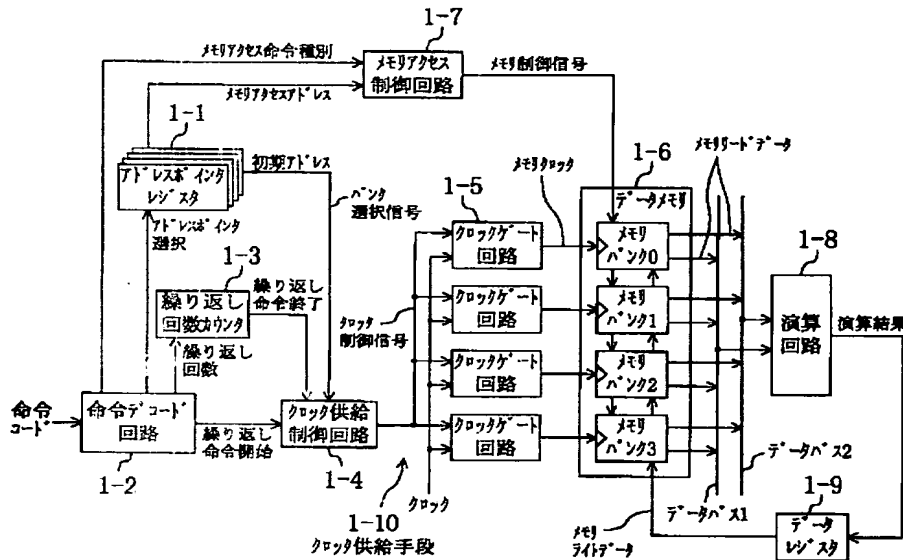 1-7
メモリアクセス命令種別
メモリアクセス
制御回路
メモリ制御信号
メモリアクセスアドレス
1-1
初期アドレス
アドレスポインタ
レジスタ
バンク
選択信号
アドレスポインタ
選択
1-3
繰り返し
回数カウンタ
繰り返し
命令終了
繰り返し
回数
命令
コード
命令デコード
回路
1-2
繰り返し
命令開始
クロック供給
制御回路
1-4
クロック
制御信号
1-5
クロックゲート
回路
クロックゲート
回路
クロックゲート
回路
クロックゲート
回路
メモリクロック
クロック
1-10
クロック供給手段
1-6
データメモリ
メモリ
バンク0
メモリ
バンク1
メモリ
バンク2
メモリ
バンク3
メモリリードデータ
1-8
演算
回路
演算結果
データバス2
データバス1
1-9
データ
レジスタ
メモリ
ライトデータ